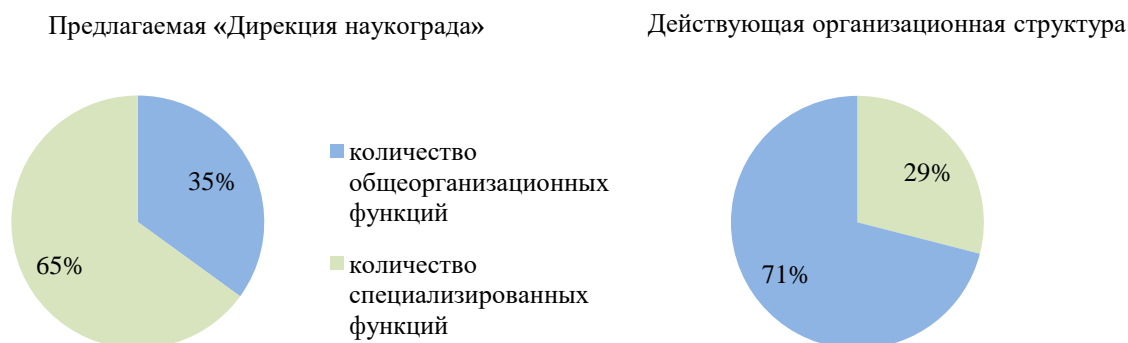 Предлагаемая «Дирекция наукограда»
Действующая организационная структура
35%
65%
количество
общеорганизационных
функций
количество
специализированных
функций
29%
71%